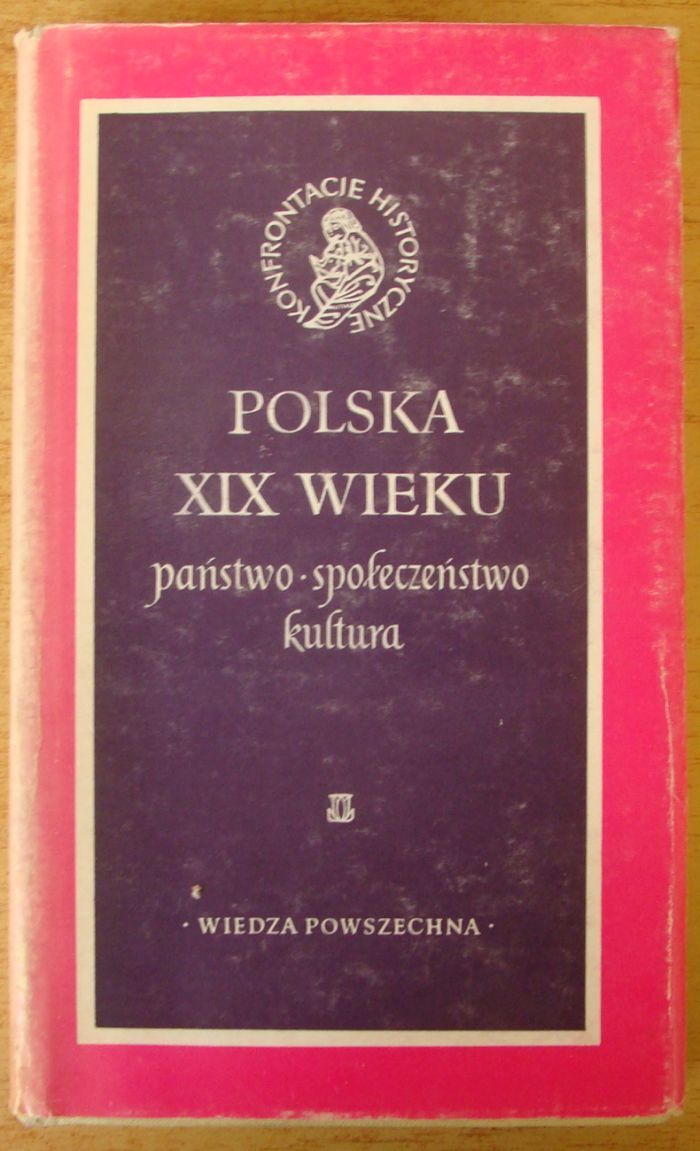 KONFRONTACJE HISTORYCZNE
POLSKA
XIX WIEKU
państwo · społeczeństwo
kultura
· WIEDZA POWSZECHNA ·